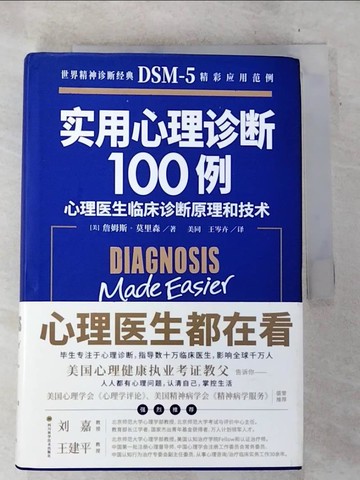 世界精神诊断经典 DSM-5 精彩应用范例
实用心理诊断
100例
心理医生临床诊断原理和技术
[美] 詹姆斯·莫里森/著 美同 王岑卉/译
DIAGNOSIS
Made Easier
心理医生都在看
毕生专注于心理诊断，指导数十万临床医生，影响全球千万人
美国心理健康执业考证教父
人人都有心理问题，认清自己，掌控生活
美国心理学会《心理学评论》、美国精神病学会《精神病学服务》
强烈推荐
刘嘉 教授
王建平 教授